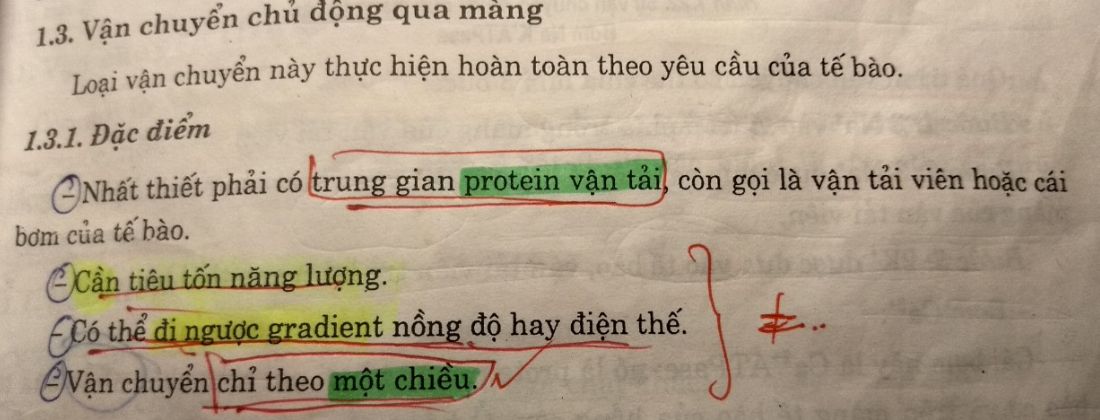 1.3. Vận chuyển chủ động qua màng
Loại vận chuyển này thực hiện hoàn toàn theo yêu cầu của tế bào.
1.3.1. Đặc điểm
- Nhất thiết phải có trung gian protein vận tải, còn gọi là vận tải viên hoặc cái
bơm của tế bào.
- Cần tiêu tốn năng lượng.
- Có thể đi ngược gradient nồng độ hay điện thế.
- Vận chuyển chỉ theo một chiều.
≠..